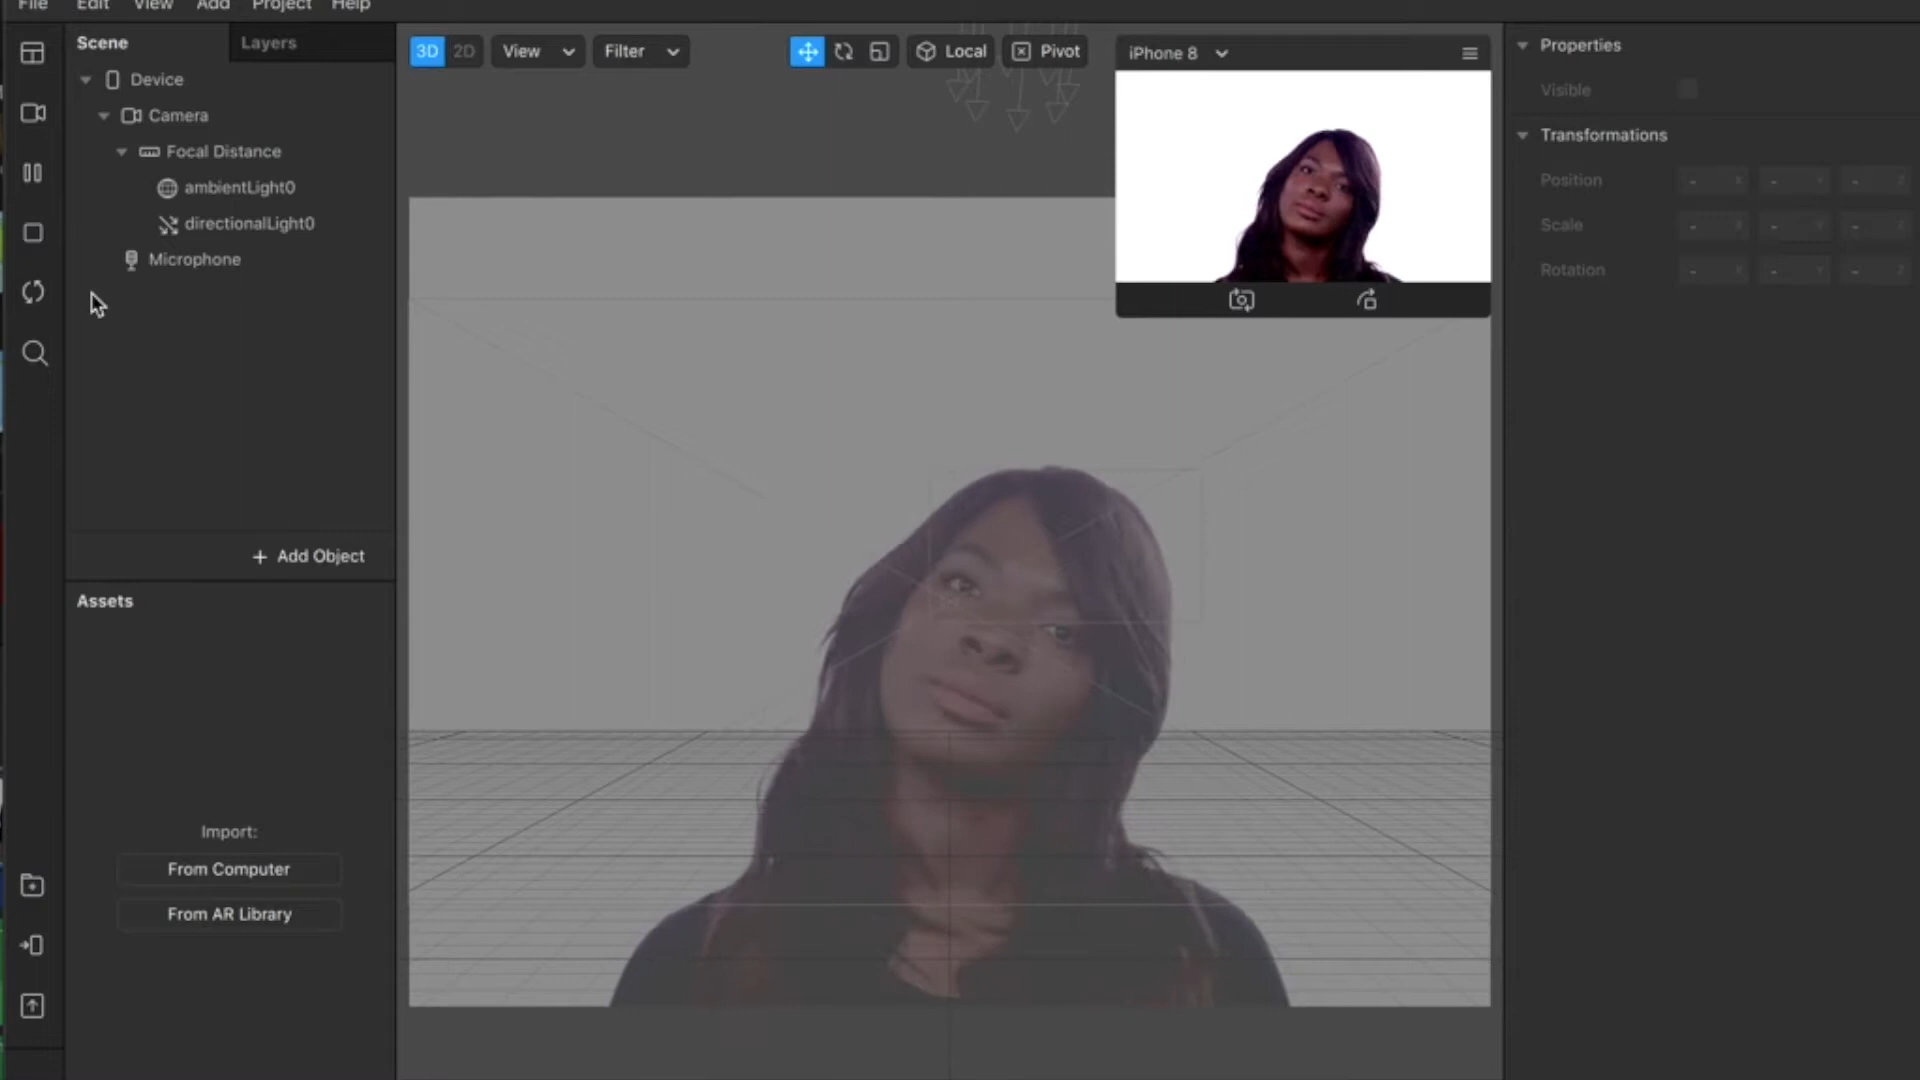 File Edit View Add Project Help
Scene Layers
Device
Camera
Focal Distance
ambientLight0
directionalLight0
Microphone
+ Add Object
Assets
Import:
From Computer
From AR Library
3D 2D View Filter Local Pivot
iPhone 8
Properties
Visible
Transformations
Position - X - Y - Z
Scale - X - Y - Z
Rotation - X - Y - Z